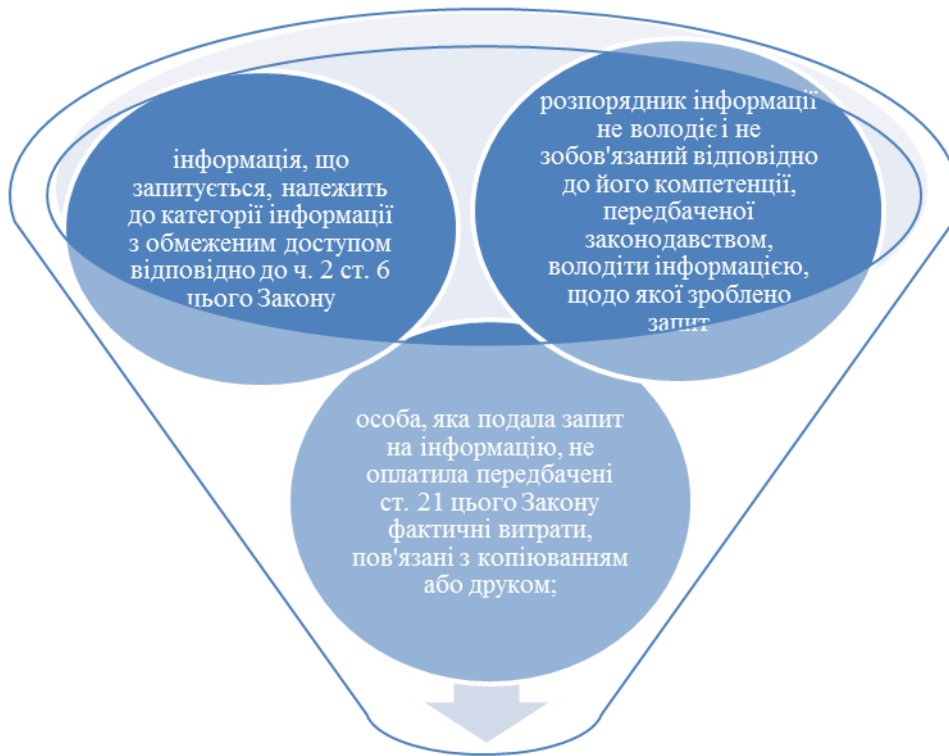 інформація, що
запитується, належить
до категорії інформації
з обмеженим доступом
відповідно до ч. 2 ст. 6
цього Закону
розпорядник інформації
не володіє і не
зобов'язаний відповідно
до його компетенції,
передбаченої
законодавством,
володіти інформацією,
щодо якої зроблено
запит
особа, яка подала запит
на інформацію, не
оплатила передбачені
ст. 21 цього Закону
фактичні витрати,
пов'язані з копіюванням
або друком;